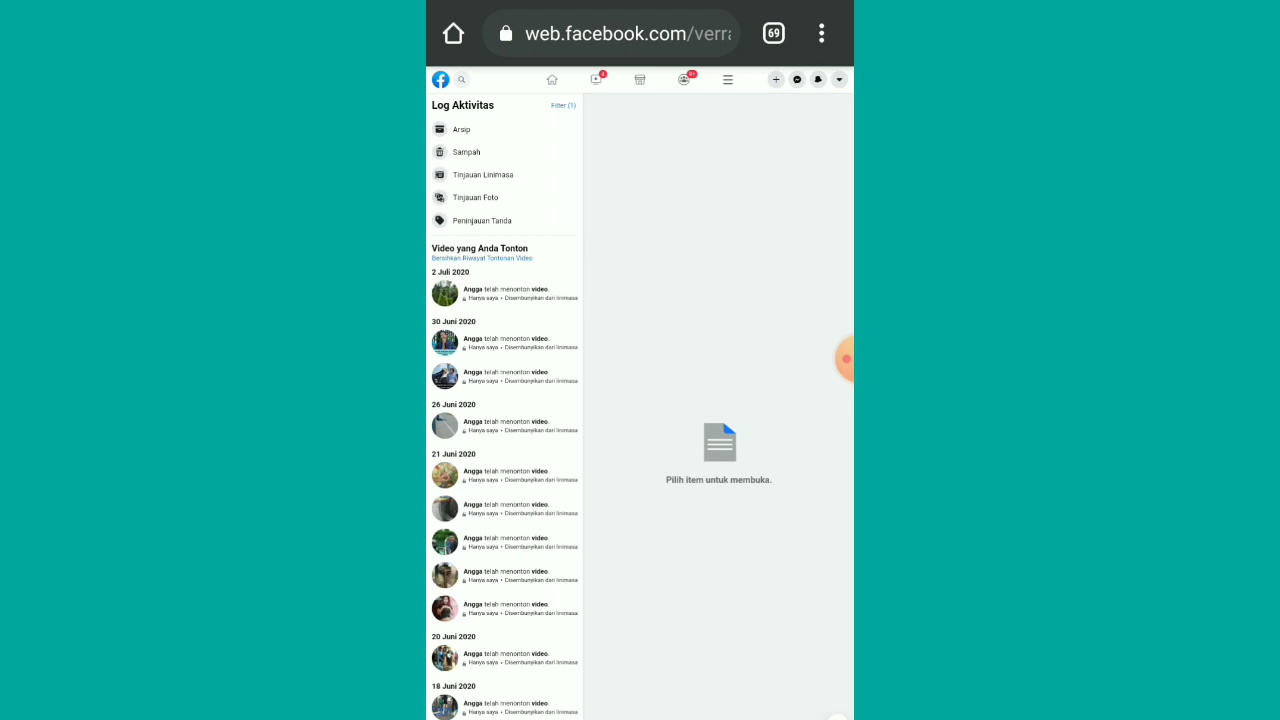 web.facebook.com/verra
69
4
9+
Log Aktivitas
Filter (1)
Arsip
Sampah
Tinjauan Linimasa
Tinjauan Foto
Peninjauan Tanda
Video yang Anda Tonton
Bersihkan Riwayat Tontonan Video
2 Juli 2020
Angga telah menonton video.
Hanya saya • Disembunyikan dari linimasa
30 Juni 2020
Angga telah menonton video.
Hanya saya • Disembunyikan dari linimasa
Angga telah menonton video.
Hanya saya • Disembunyikan dari linimasa
26 Juni 2020
Angga telah menonton video.
Hanya saya • Disembunyikan dari linimasa
21 Juni 2020
Angga telah menonton video.
Hanya saya • Disembunyikan dari linimasa
Angga telah menonton video.
Hanya saya • Disembunyikan dari linimasa
Angga telah menonton video.
Hanya saya • Disembunyikan dari linimasa
Angga telah menonton video.
Hanya saya • Disembunyikan dari linimasa
Angga telah menonton video.
Hanya saya • Disembunyikan dari linimasa
20 Juni 2020
Angga telah menonton video.
Hanya saya • Disembunyikan dari linimasa
18 Juni 2020
Angga telah menonton video.
Hanya saya • Disembunyikan dari linimasa
Pilih item untuk membuka.